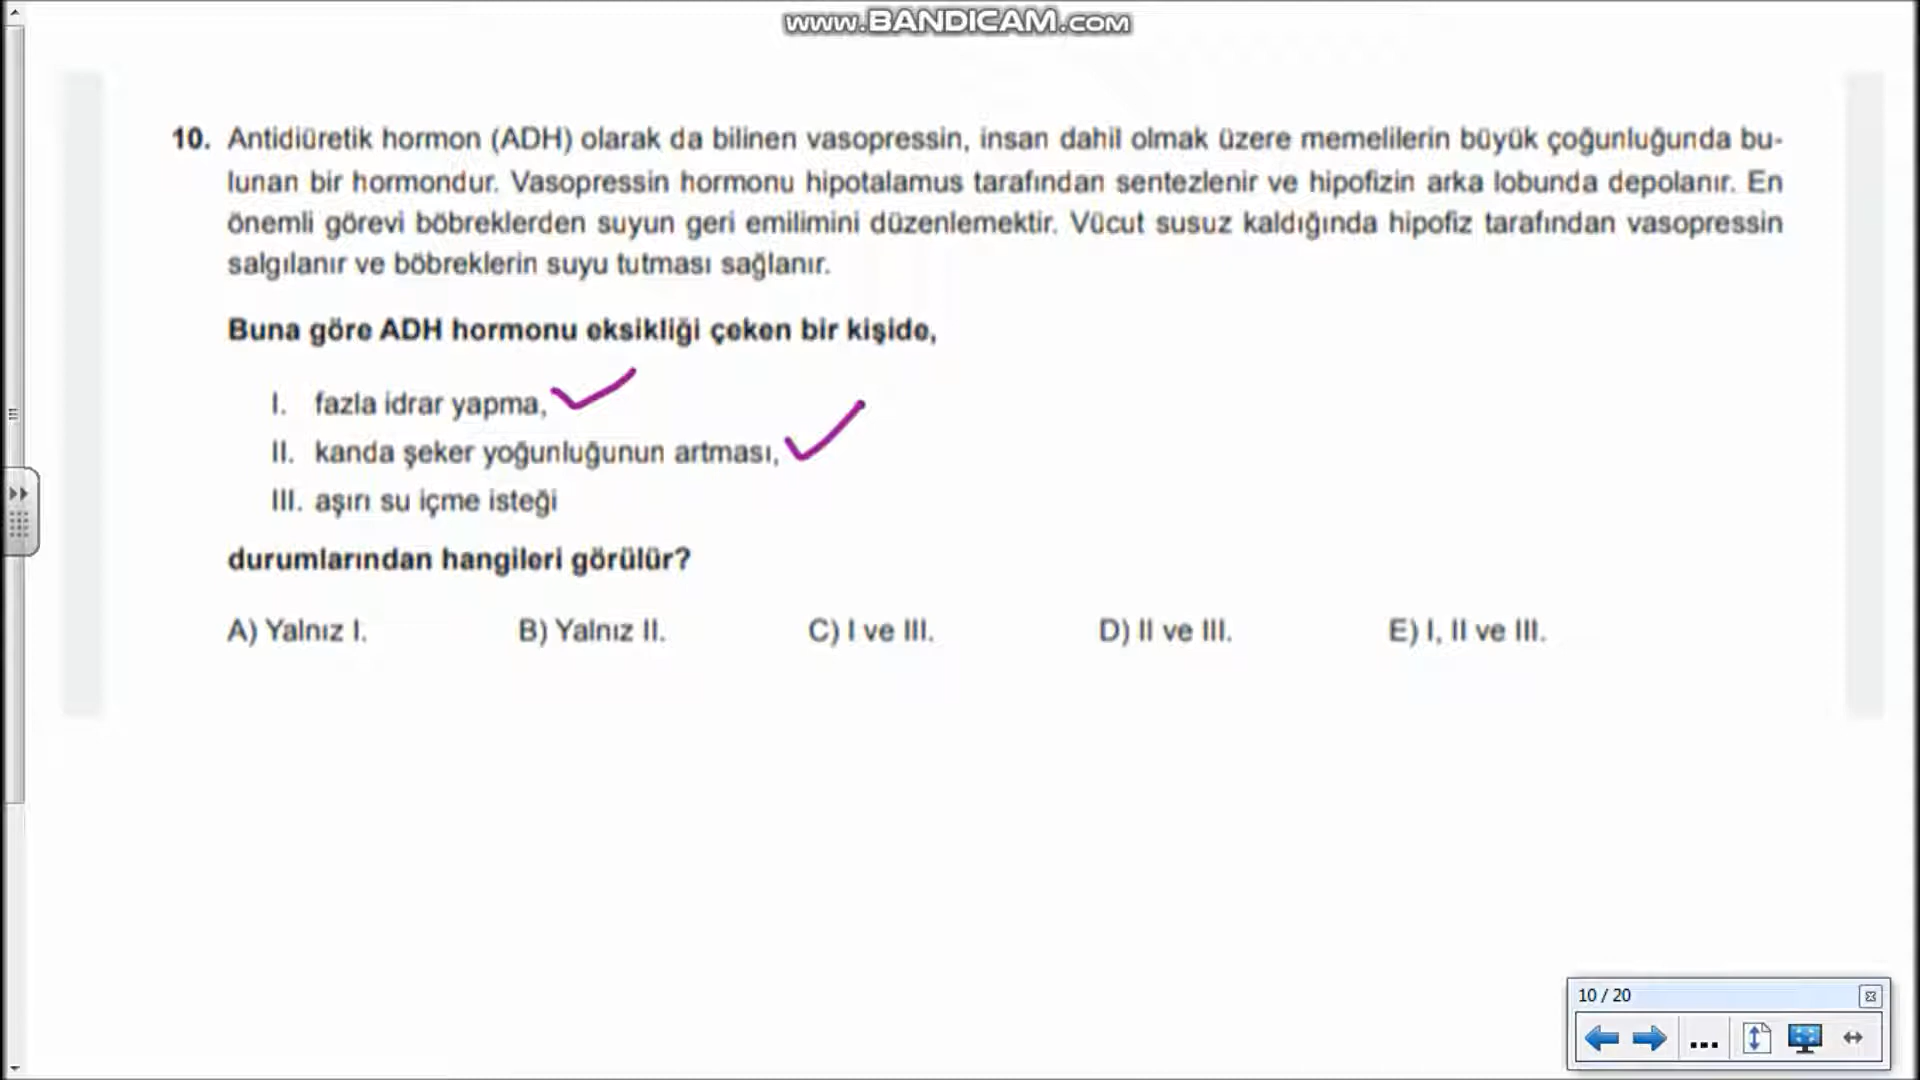 www.BANDICAM.com
10. Antidiüretik hormon (ADH) olarak da bilinen vasopressin, insan dahil olmak üzere memelilerin büyük çoğunluğunda bu-
lunan bir hormondur. Vasopressin hormonu hipotalamus tarafından sentezlenir ve hipofizin arka lobunda depolanır. En
önemli görevi böbreklerden suyun geri emilimini düzenlemektir. Vücut susuz kaldığında hipofiz tarafından vasopressin
salgılanır ve böbreklerin suyu tutması sağlanır.
Buna göre ADH hormonu eksikliği çeken bir kişide,
I. fazla idrar yapma,
II. kanda şeker yoğunluğunun artması,
III. aşırı su içme isteği
durumlarından hangileri görülür?
A) Yalnız I. B) Yalnız II. C) I ve III. D) II ve III. E) I, II ve III.
10 / 20